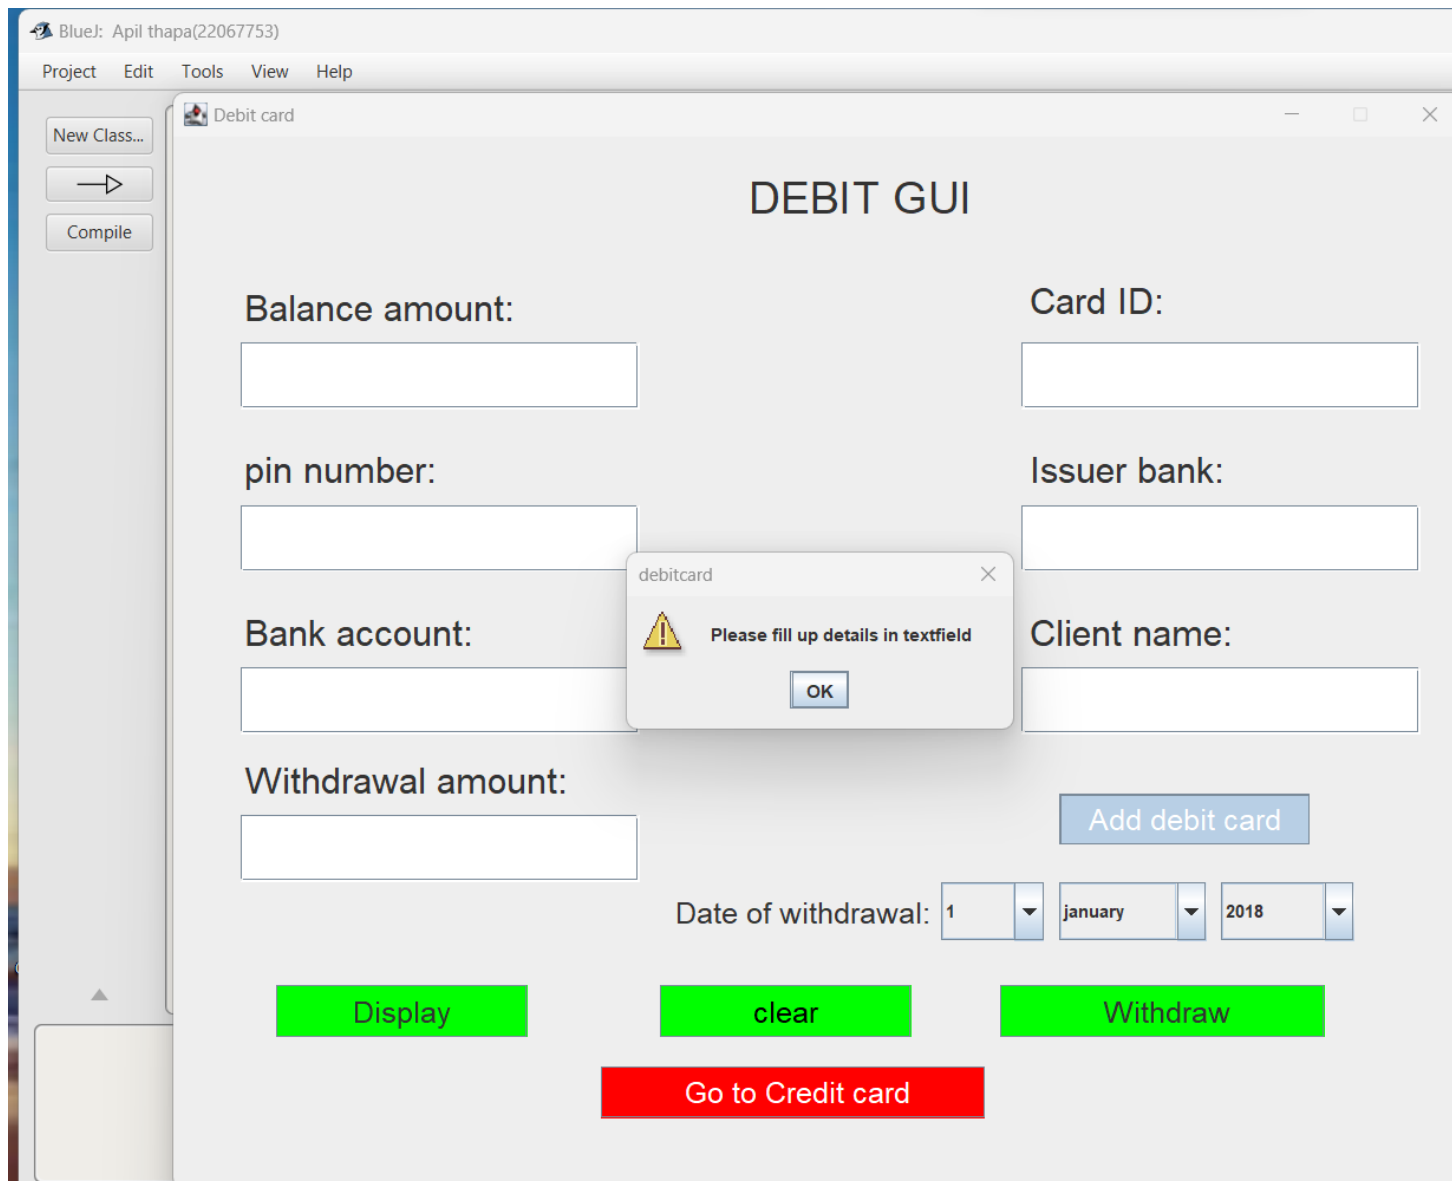 BlueJ: Apil thapa(22067753)
Project Edit Tools View Help
New Class...
Compile
Debit card
DEBIT GUI
Balance amount:
Card ID:
pin number:
Issuer bank:
debitcard
Please fill up details in textfield
OK
Bank account:
Client name:
Withdrawal amount:
Add debit card
Date of withdrawal: 1 january 2018
Display clear Withdraw
Go to Credit card